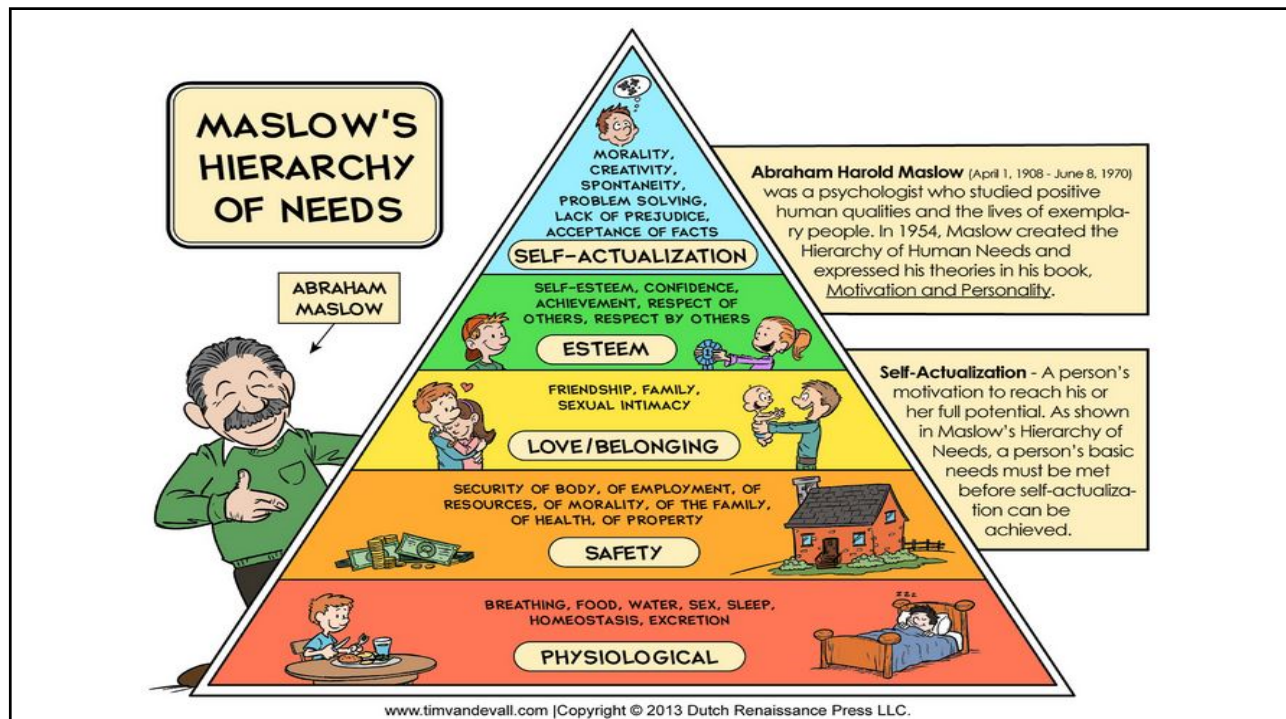 MASLOW'S
HIERARCHY
OF NEEDS
ABRAHAM
MASLOW
MORALITY,
CREATIVITY,
SPONTANEITY,
PROBLEM SOLVING,
LACK OF PREJUDICE,
ACCEPTANCE OF FACTS
SELF-ACTUALIZATION
SELF-ESTEEM, CONFIDENCE,
ACHIEVEMENT, RESPECT OF
OTHERS, RESPECT BY OTHERS
ESTEEM
FRIENDSHIP, FAMILY,
SEXUAL INTIMACY
LOVE/BELONGING
SECURITY OF BODY, OF EMPLOYMENT, OF
RESOURCES, OF MORALITY, OF THE FAMILY,
OF HEALTH, OF PROPERTY
SAFETY
BREATHING, FOOD, WATER, SEX, SLEEP,
HOMEOSTASIS, EXCRETION
PHYSIOLOGICAL
zzz
Abraham Harold Maslow (April 1, 1908 - June 8, 1970)
was a psychologist who studied positive
human qualities and the lives of exempla-
ry people. In 1954, Maslow created the
Hierarchy of Human Needs and
expressed his theories in his book,
Motivation and Personality.
Self-Actualization - A person's
motivation to reach his or
her full potential. As shown
in Maslow's Hierarchy of
Needs, a person's basic
needs must be met
before self-actualiza-
tion can be
achieved.
www.timvandevall.com |Copyright © 2013 Dutch Renaissance Press LLC.